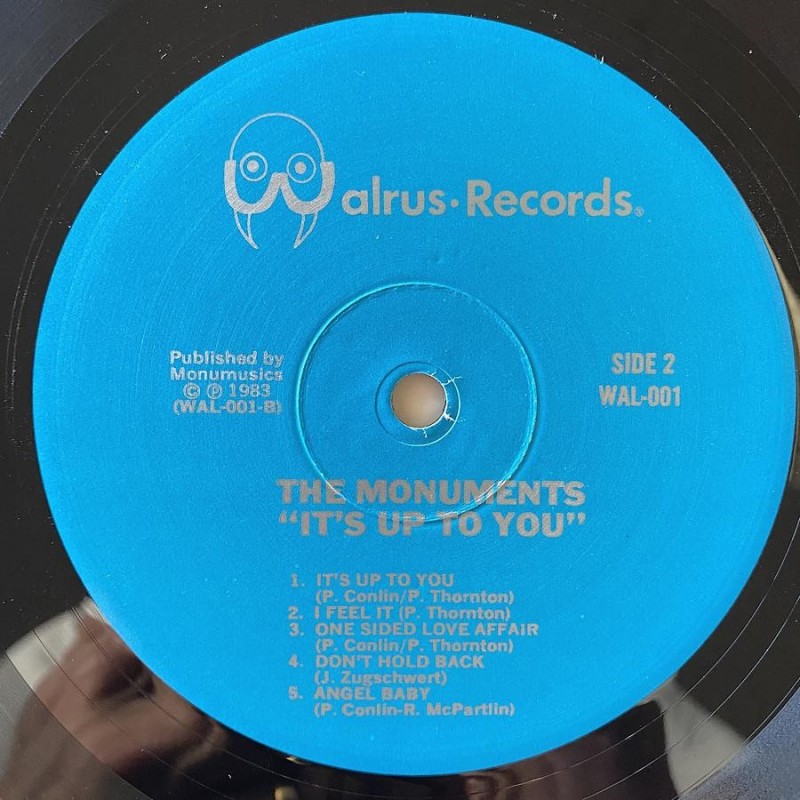 Walrus • Records®
Published by
Monumusics
© ℗ 1983
(WAL-001-B)
SIDE 2
WAL-001
THE MONUMENTS
“IT'S UP TO YOU”
1. IT'S UP TO YOU
(P. Conlin/P. Thornton)
2. I FEEL IT (P. Thornton)
3. ONE SIDED LOVE AFFAIR
(P. Conlin/P. Thornton)
4. DON'T HOLD BACK
(J. Zugschwert)
5. ANGEL BABY
(P. Conlin-R. McPartlin)